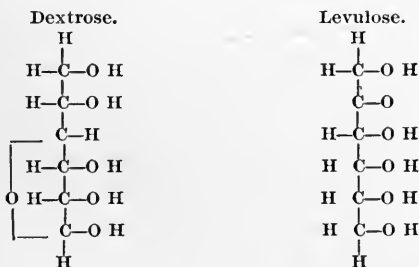 Dextrose. Levulose.
H H
H—C—O H H—C—O H
H—C—O H C—O
C—H H—C—O H
H—C—O H H C—O H
O H—C—O H H C—O H
C—O H H C—O H
H H